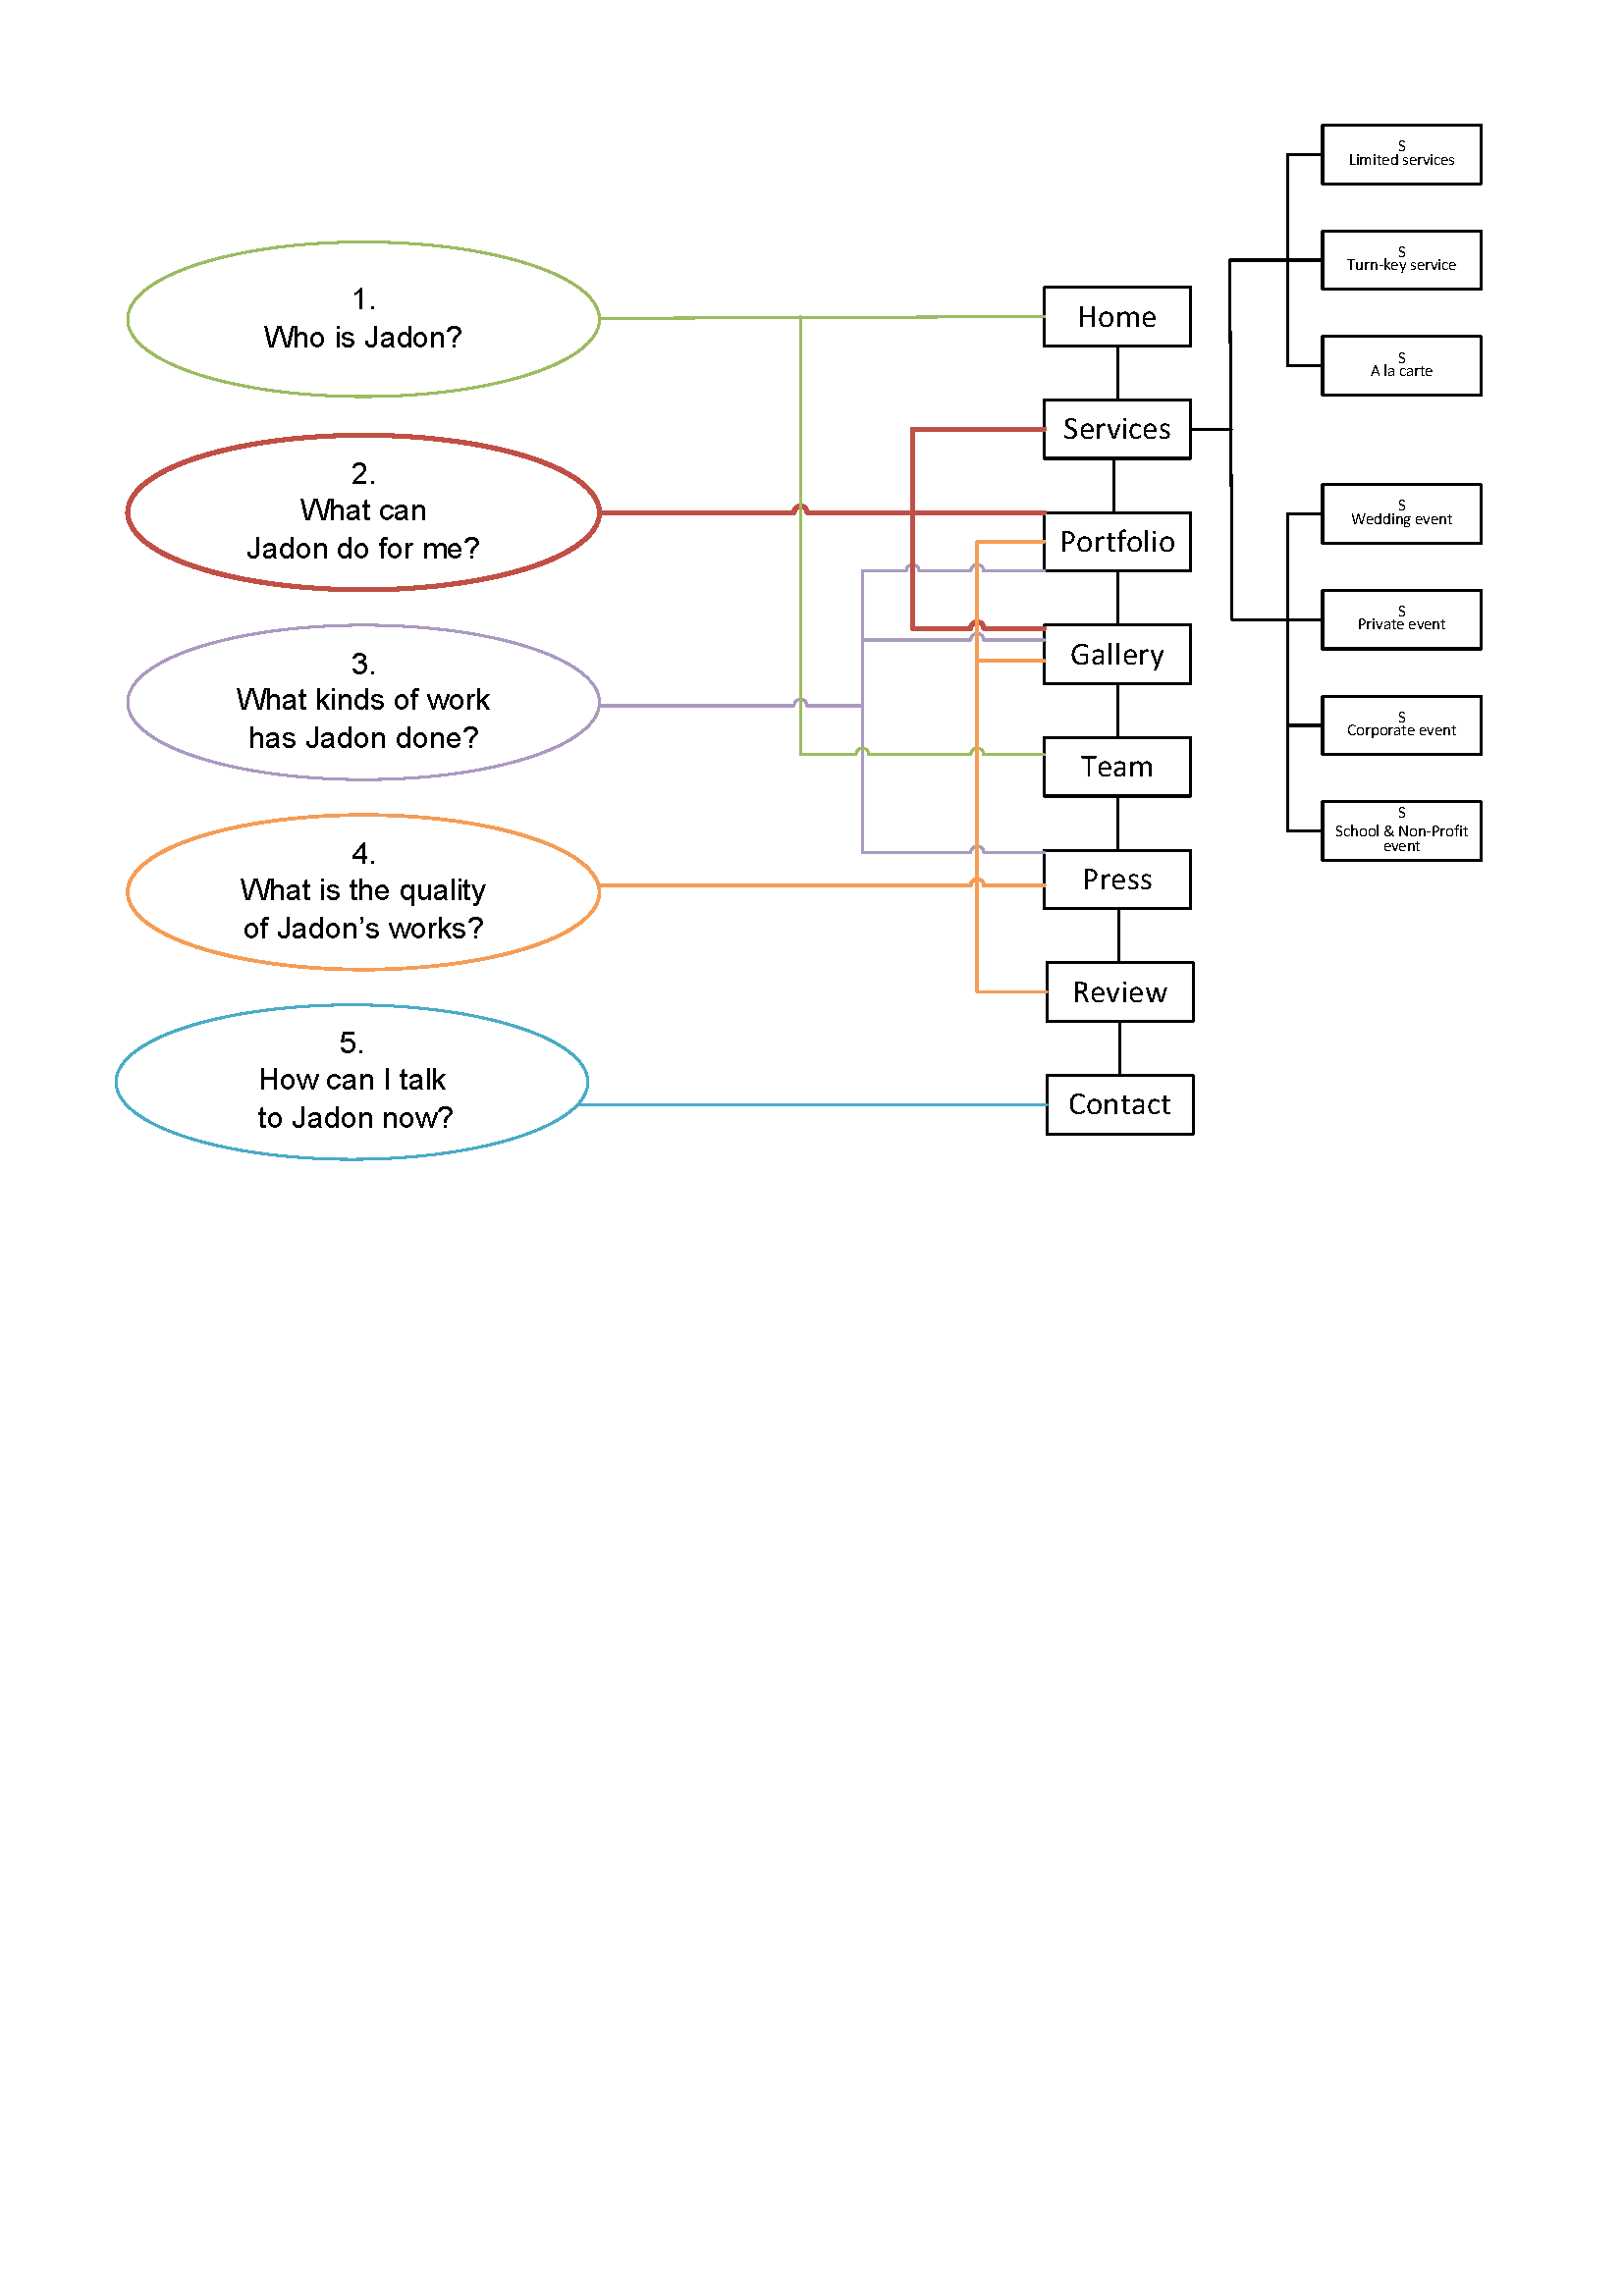 1.
Who is Jadon?
2.
What can
Jadon do for me?
3.
What kinds of work
has Jadon done?
4.
What is the quality
of Jadon’s works?
5.
How can I talk
to Jadon now?
Home
Services
Portfolio
Gallery
Team
Press
Review
Contact
S
Limited services
S
Turn-key service
S
A la carte
S
Wedding event
S
Private event
S
Corporate event
S
School & Non-Profit
event